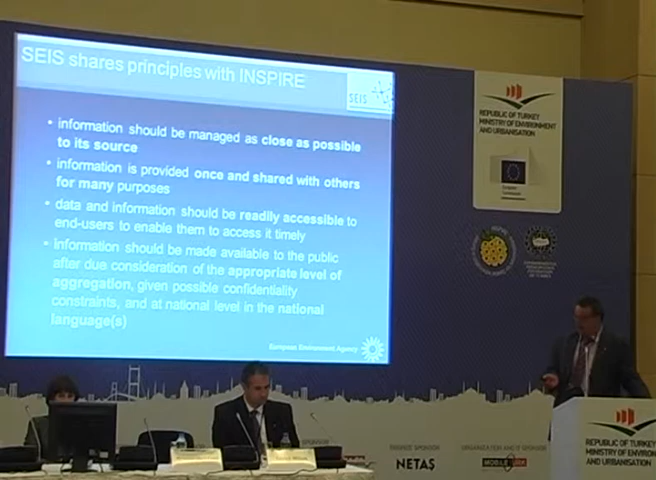 SEIS shares principles with INSPIRE
SEIS
• information should be managed as close as possible
to its source
• information is provided once and shared with others
for many purposes
• data and information should be readily accessible to
end-users to enable them to access it timely
• information should be made available to the public
after due consideration of the appropriate level of
aggregation, given possible confidentiality
constraints, and at national level in the national
language(s)
European Environment Agency
REPUBLIC OF TURKEY
MINISTRY OF ENVIRONMENT
AND URBANISATION
European
Commission
NETAŞ
REPUBLIC OF TURKEY
MINISTRY OF ENVIRON
AND URBANISATION